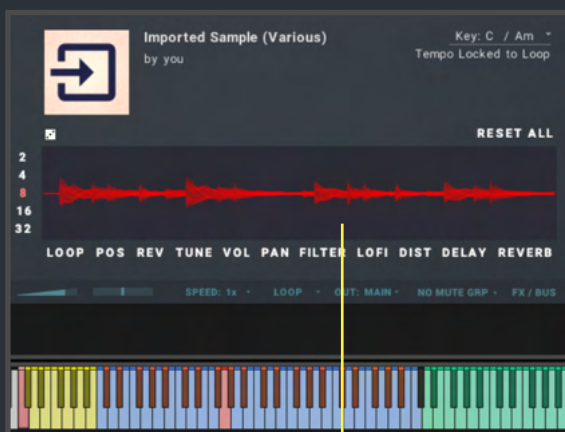 Imported Sample (Various)
by you
Key: C / Am
Tempo Locked to Loop
RESET ALL
2
4
8
16
32
LOOP POS REV TUNE VOL PAN FILTER LOFI DIST DELAY REVERB
SPEED: 1x LOOP OUT: MAIN NO MUTE GRP FX / BUS